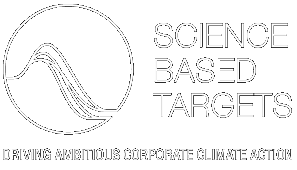 SCIENCE
BASED
TARGETS
DRIVING AMBITIOUS CORPORATE CLIMATE ACTION